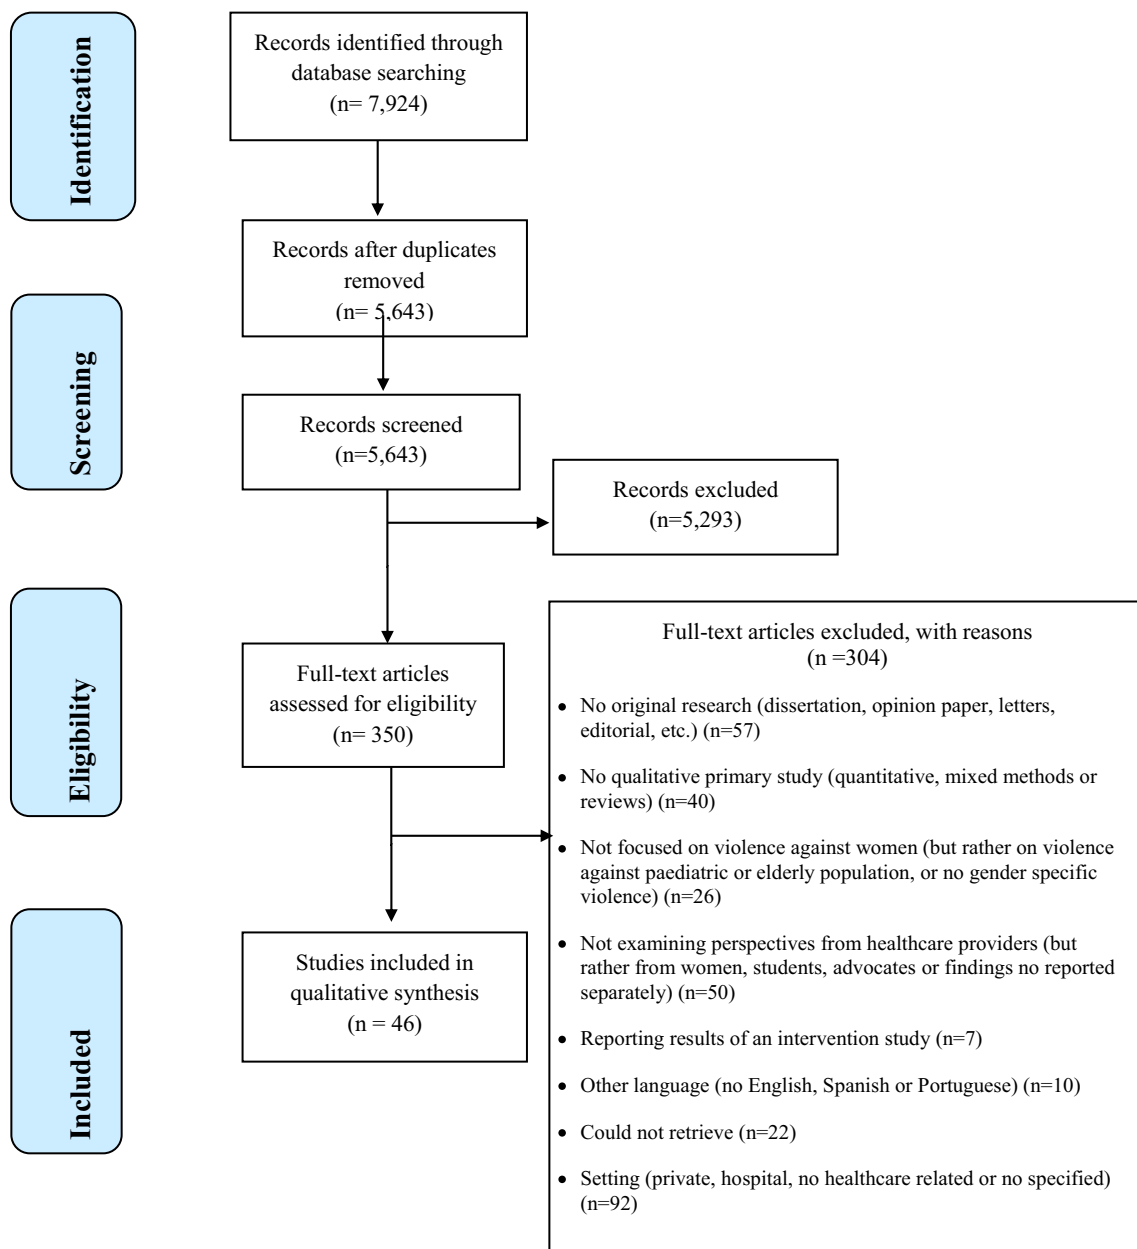 Identification
Records identified through
database searching
(n= 7,924)
Records after duplicates
removed
(n= 5,643)
Screening
Records screened
(n=5,643)
Records excluded
(n=5,293)
Eligibility
Full-text articles
assessed for eligibility
(n= 350)
Full-text articles excluded, with reasons
(n =304)
• No original research (dissertation, opinion paper, letters,
editorial, etc.) (n=57)
• No qualitative primary study (quantitative, mixed methods or
reviews) (n=40)
• Not focused on violence against women (but rather on violence
against paediatric or elderly population, or no gender specific
violence) (n=26)
• Not examining perspectives from healthcare providers (but
rather from women, students, advocates or findings no reported
separately) (n=50)
• Reporting results of an intervention study (n=7)
• Other language (no English, Spanish or Portuguese) (n=10)
• Could not retrieve (n=22)
• Setting (private, hospital, no healthcare related or no specified)
(n=92)
Included
Studies included in
qualitative synthesis
(n = 46)